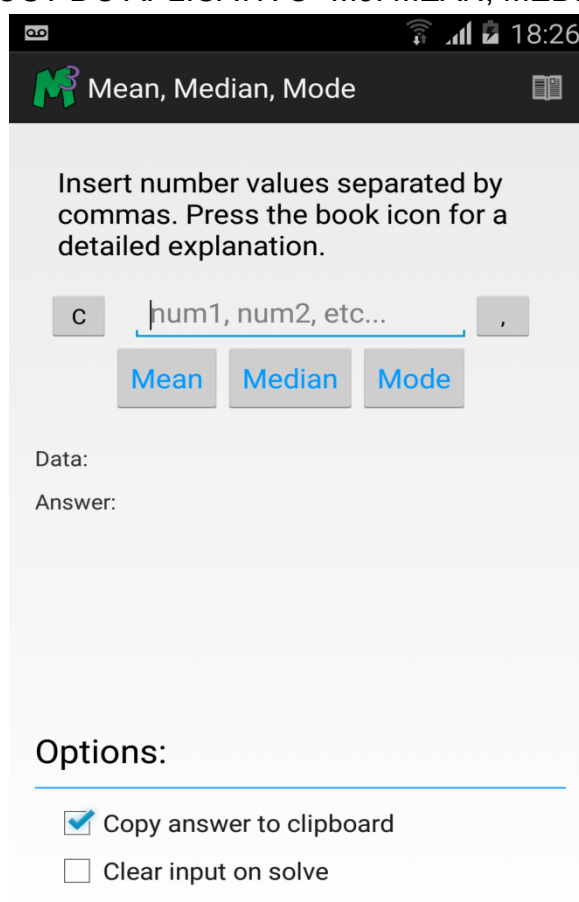 18:26
M3 Mean, Median, Mode
Insert number values separated by
commas. Press the book icon for a
detailed explanation.
C
num1, num2, etc...
,
Mean Median Mode
Data:
Answer:
Options:
Copy answer to clipboard
Clear input on solve